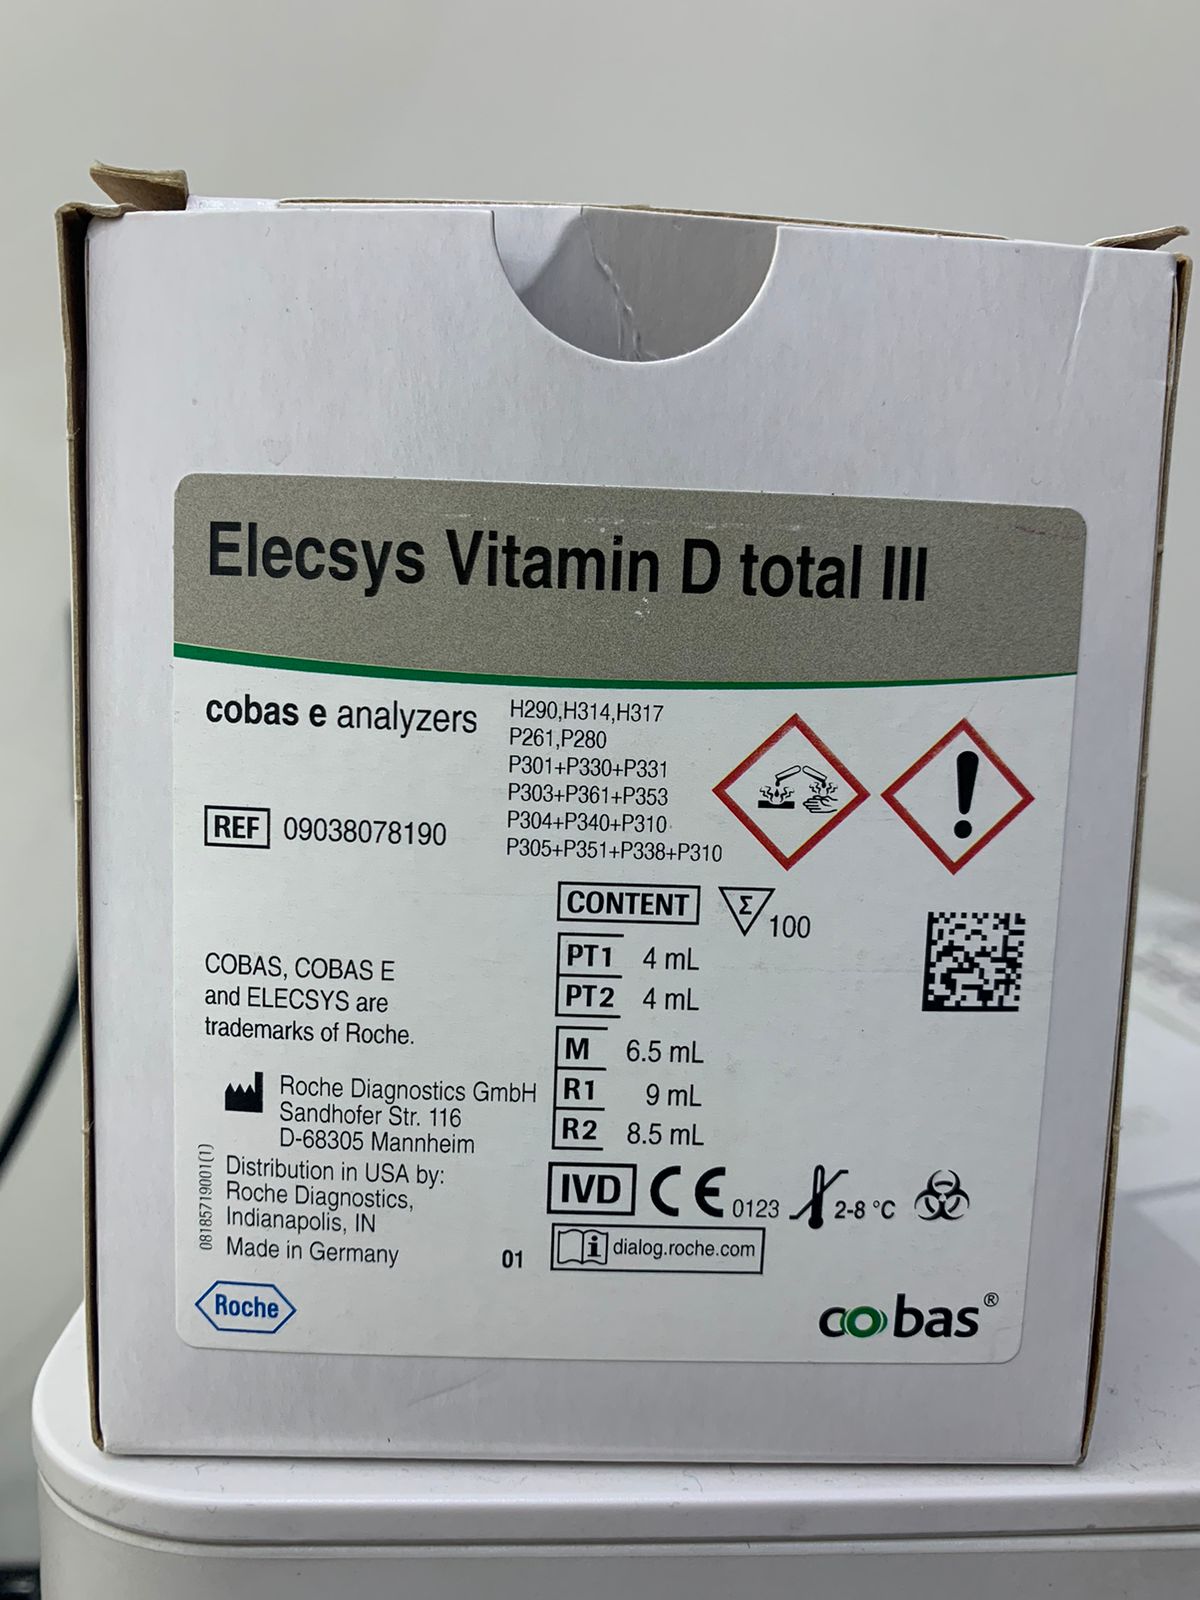 Elecsys Vitamin D total III
cobas e analyzers
REF 09038078190
H290,H314,H317
P261,P280
P301+P330+P331
P303+P361+P353
P304+P340+P310
P305+P351+P338+P310
CONTENT Σ 100
PT1 4 mL
PT2 4 mL
M 6.5 mL
R1 9 mL
R2 8.5 mL
COBAS, COBAS E
and ELECSYS are
trademarks of Roche.
Roche Diagnostics GmbH
Sandhofer Str. 116
D-68305 Mannheim
Distribution in USA by:
Roche Diagnostics,
Indianapolis, IN
Made in Germany
08185719001(1)
01
IVD CE 0123 2-8 °C
i dialog.roche.com
Roche
cobas®